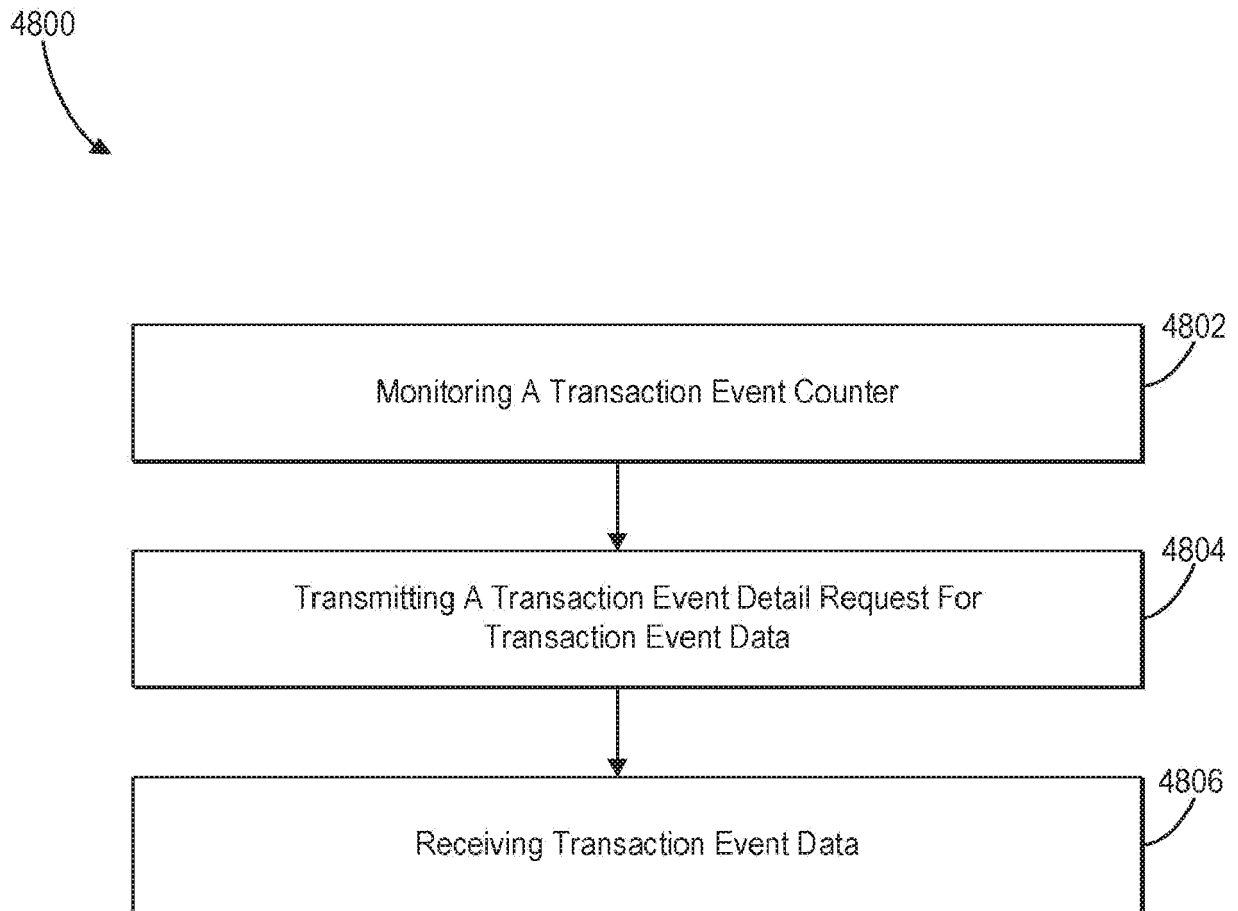 4800
4802
Monitoring A Transaction Event Counter
4804
Transmitting A Transaction Event Detail Request For
Transaction Event Data
4806
Receiving Transaction Event Data